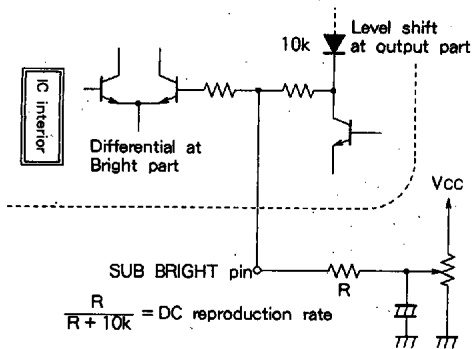 Level shift
at output part
10k
IC interior
Differential at
Bright part
Vcc
SUB BRIGHT pin
R
R
R + 10k
= DC reproduction rate